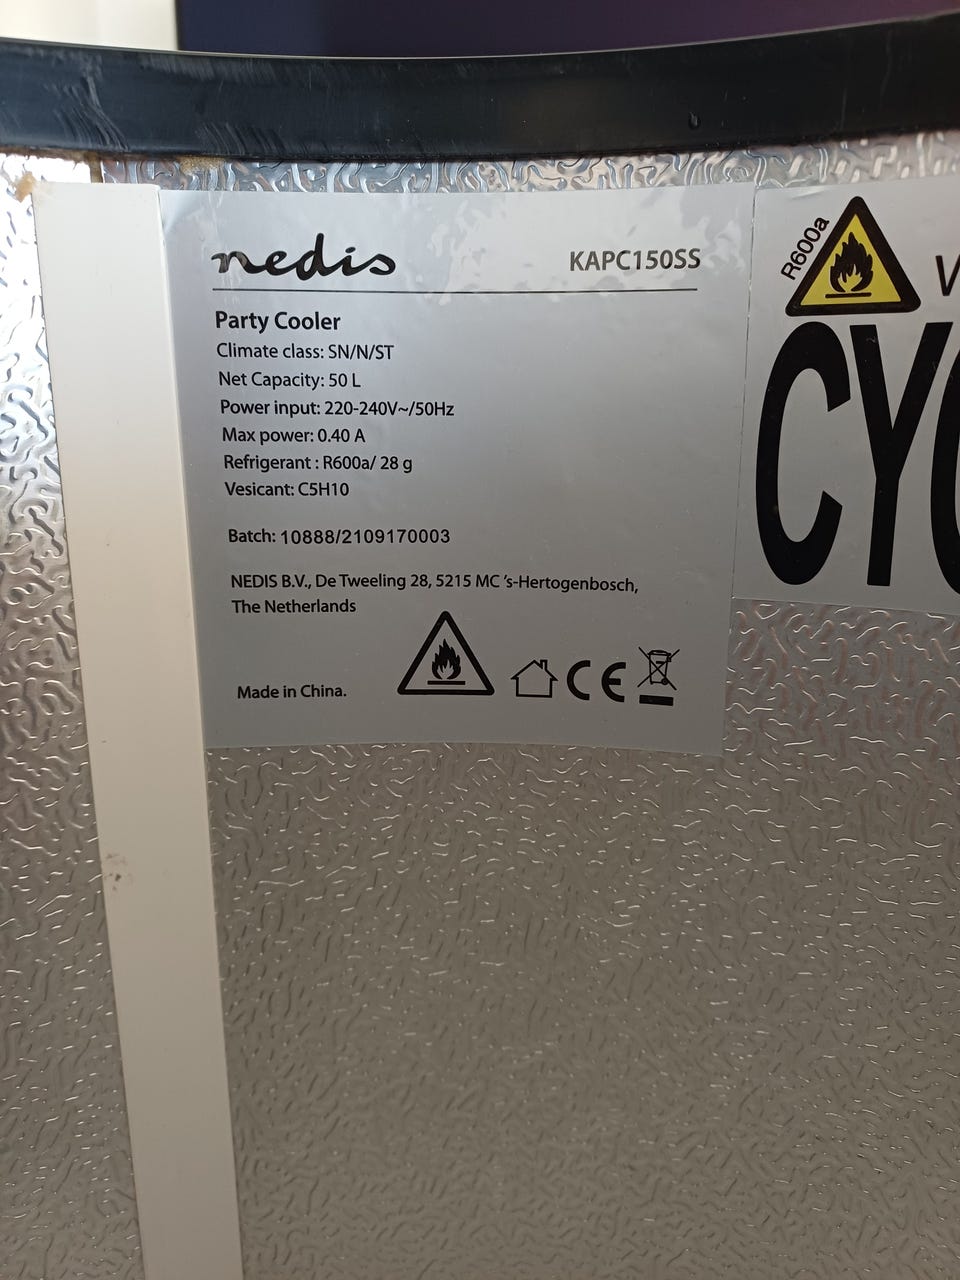 nedis
KAPC150SS
Party Cooler
Climate class: SN/N/ST
Net Capacity: 50 L
Power input: 220-240V~/50Hz
Max power: 0.40 A
Refrigerant : R600a/ 28 g
Vesicant: C5H10
Batch: 10888/2109170003
NEDIS B.V., De Tweeling 28, 5215 MC 's-Hertogenbosch,
The Netherlands
Made in China.
CE
R600a